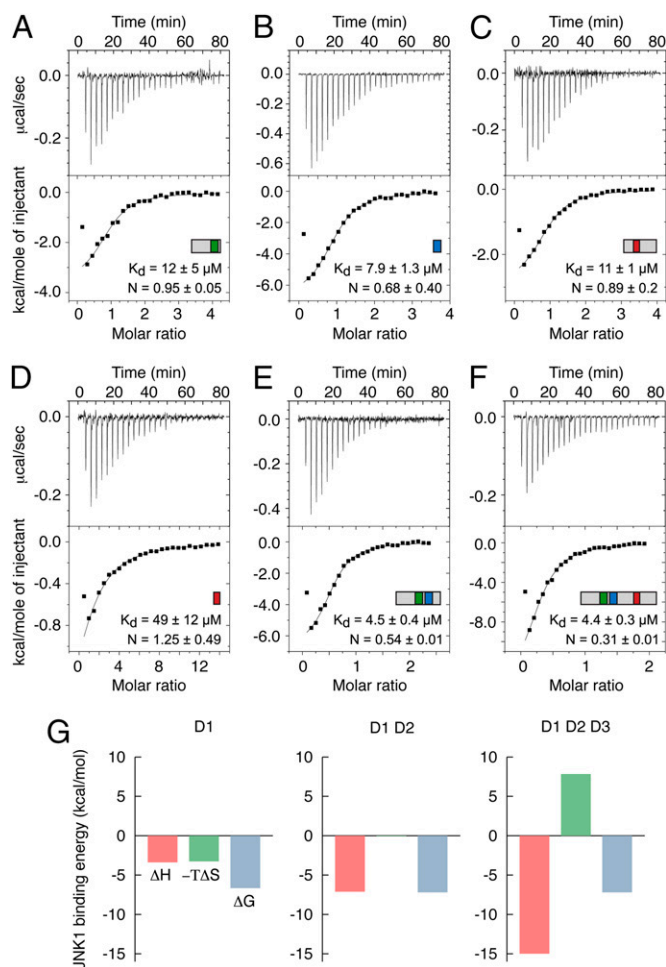 A
Time (min)
0 20 40 60 80
0.0
-0.2
μcal/sec
0.0
-2.0
-4.0
kcal/mole of injectant
Kd = 12 ± 5 μM
N = 0.95 ± 0.05
0 1 2 3 4
Molar ratio
B
Time (min)
0 20 40 60 80
0.0
-0.2
-0.4
-0.6
0.0
-2.0
-4.0
-6.0
Kd = 7.9 ± 1.3 μM
N = 0.68 ± 0.40
0 1 2 3 4
Molar ratio
C
Time (min)
0 20 40 60 80
0.0
-0.2
0.0
-2.0
Kd = 11 ± 1 μM
N = 0.89 ± 0.2
0 1 2 3 4
Molar ratio
D
Time (min)
0 20 40 60 80
0.0
-0.2
μcal/sec
0.0
-0.4
-0.8
kcal/mole of injectant
Kd = 49 ± 12 μM
N = 1.25 ± 0.49
0 4 8 12
Molar ratio
E
Time (min)
0 20 40 60 80
0.0
-0.2
-0.4
0.0
-2.0
-4.0
-6.0
Kd = 4.5 ± 0.4 μM
N = 0.54 ± 0.01
0 1 2
Molar ratio
F
Time (min)
0 20 40 60 80
0.0
-0.2
0.0
-4.0
-8.0
Kd = 4.4 ± 0.3 μM
N = 0.31 ± 0.01
0 1 2
Molar ratio
G
JNK1 binding energy (kcal/mol)
D1
10
5
0
-5
-10
-15
ΔH -TΔS
ΔG
D1 D2
10
5
0
-5
-10
-15
D1 D2 D3
10
5
0
-5
-10
-15